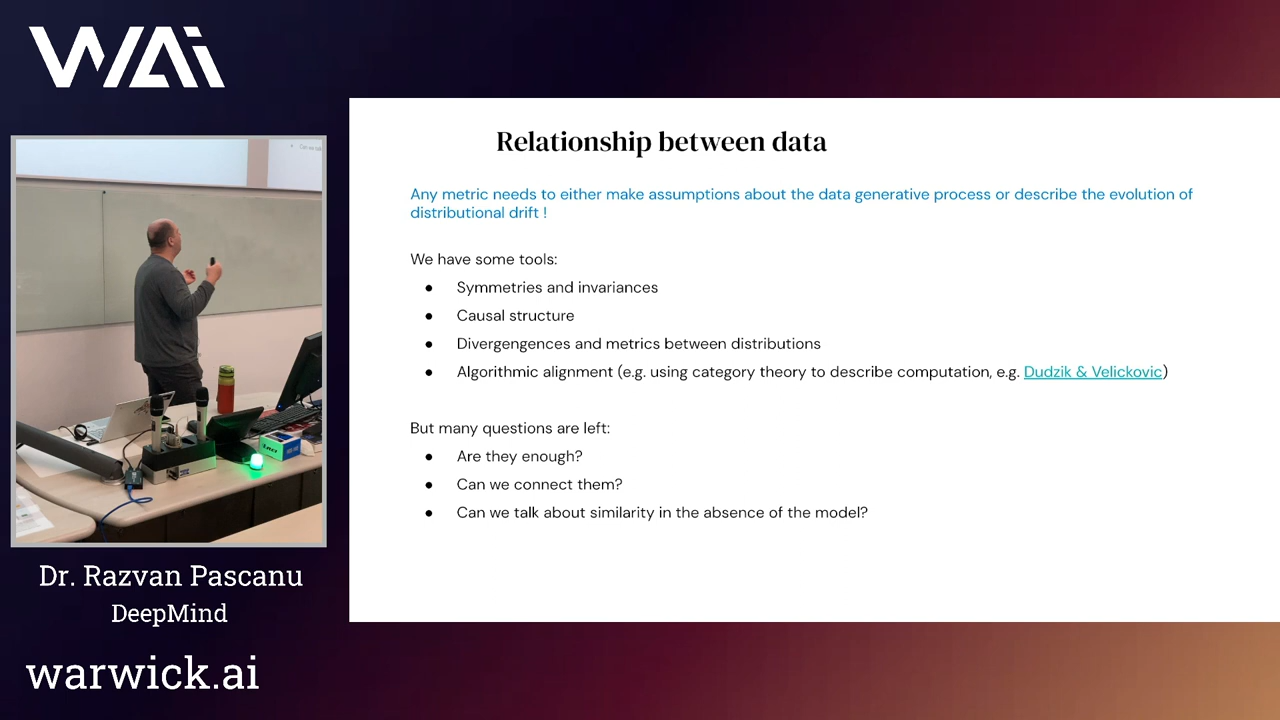 WAi
Relationship between data
Any metric needs to either make assumptions about the data generative process or describe the evolution of
distributional drift !
We have some tools:
● Symmetries and invariances
● Causal structure
● Divergengences and metrics between distributions
● Algorithmic alignment (e.g. using category theory to describe computation, e.g. Dudzik & Velickovic)
But many questions are left:
● Are they enough?
● Can we connect them?
● Can we talk about similarity in the absence of the model?
Dr. Razvan Pascanu
DeepMind
warwick.ai